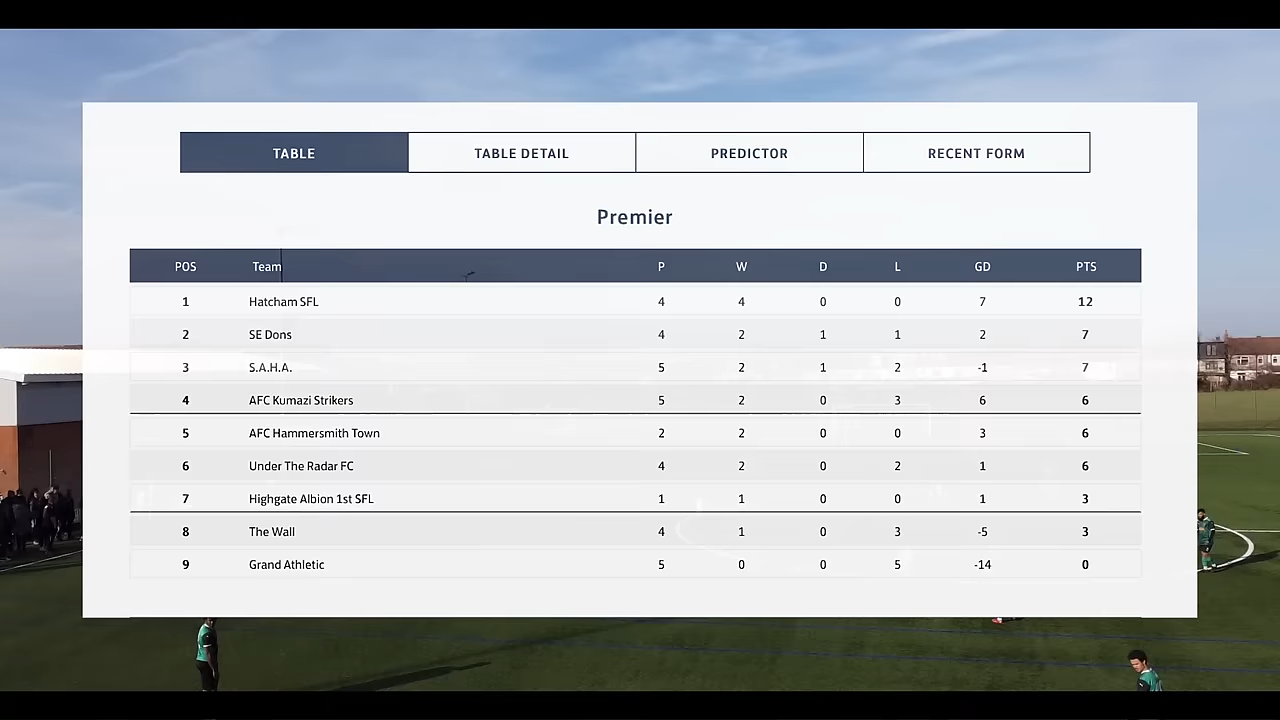 TABLE TABLE DETAIL PREDICTOR RECENT FORM
Premier
POS Team P W D L GD PTS
1 Hatcham SFL 4 4 0 0 7 12
2 SE Dons 4 2 1 1 2 7
3 S.A.H.A. 5 2 1 2 -1 7
4 AFC Kumazi Strikers 5 2 0 3 6 6
5 AFC Hammersmith Town 2 2 0 0 3 6
6 Under The Radar FC 4 2 0 2 1 6
7 Highgate Albion 1st SFL 1 1 0 0 1 3
8 The Wall 4 1 0 3 -5 3
9 Grand Athletic 5 0 0 5 -14 0